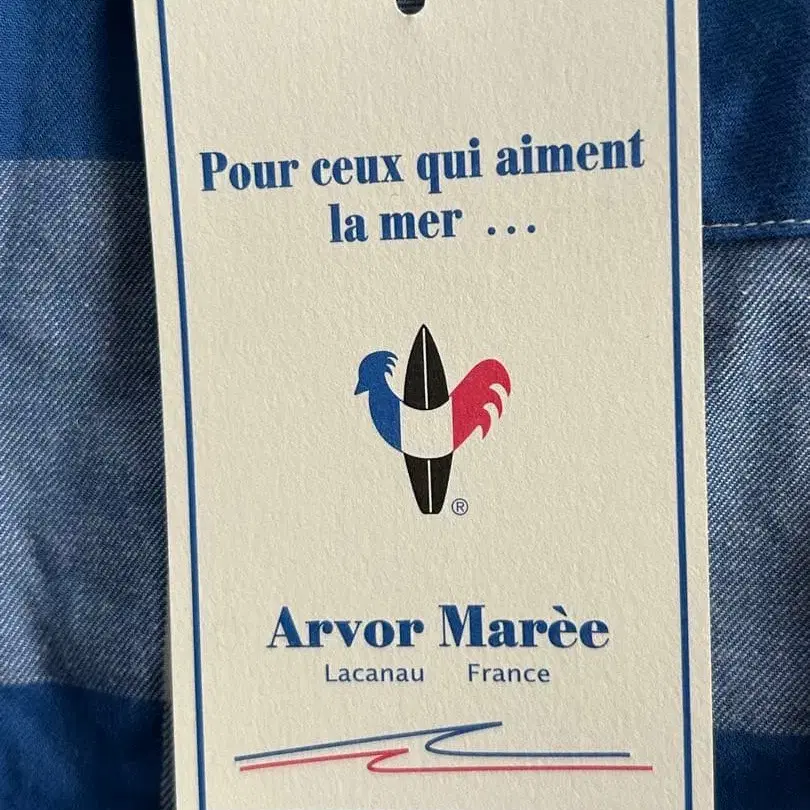 Pour ceux qui aiment
la mer ...
®
Arvor Marèe
Lacanau France